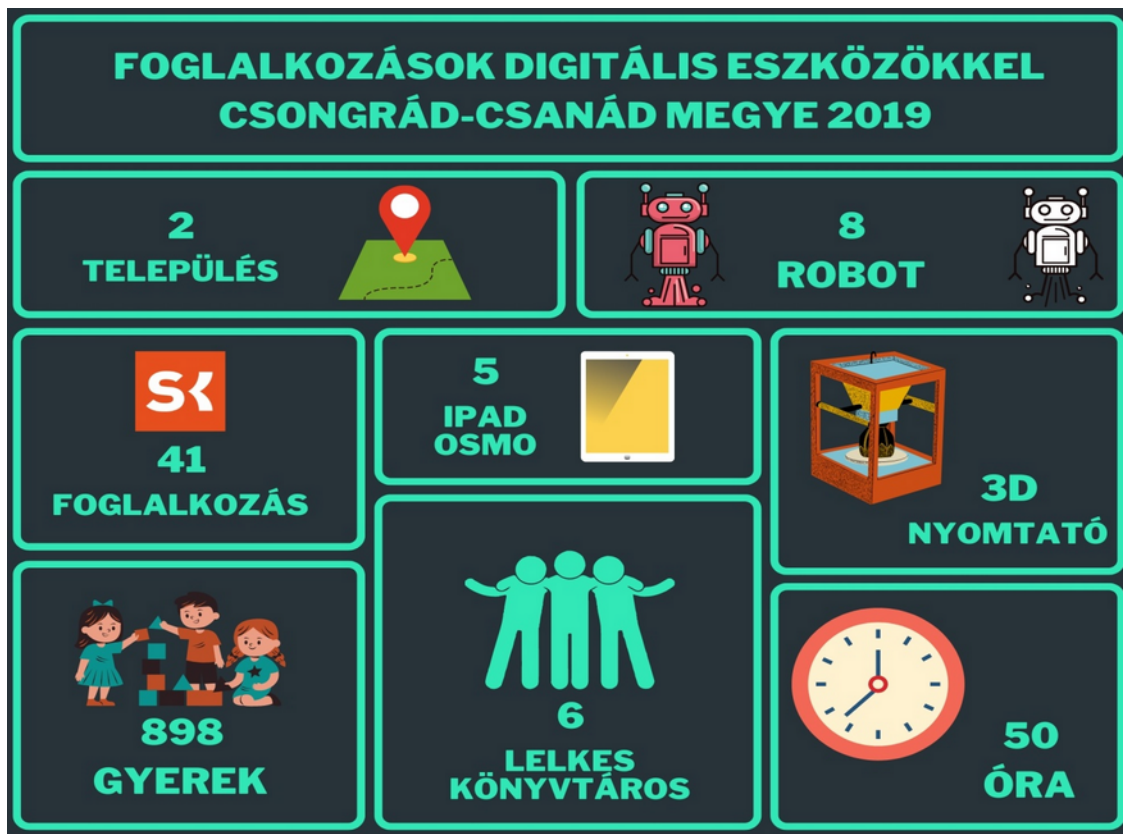 FOGLALKOZÁSOK DIGITÁLIS ESZKÖZÖKKEL
CSONGRÁD-CSANÁD MEGYE 2019
2
TELEPÜLÉS
8
ROBOT
SK
41
FOGLALKOZÁS
5
IPAD
OSMO
3D
NYOMTATÓ
898
GYEREK
6
LELKES
KÖNYVTÁROS
50
ÓRA